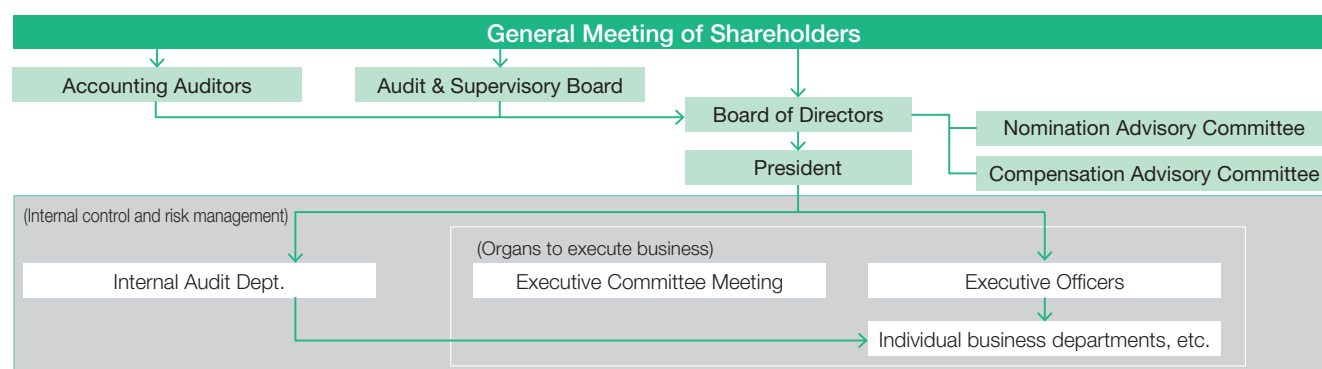 General Meeting of Shareholders
Accounting Auditors
Audit & Supervisory Board
Board of Directors
Nomination Advisory Committee
President
Compensation Advisory Committee
(Internal control and risk management)
(Organs to execute business)
Internal Audit Dept.
Executive Committee Meeting
Executive Officers
Individual business departments, etc.